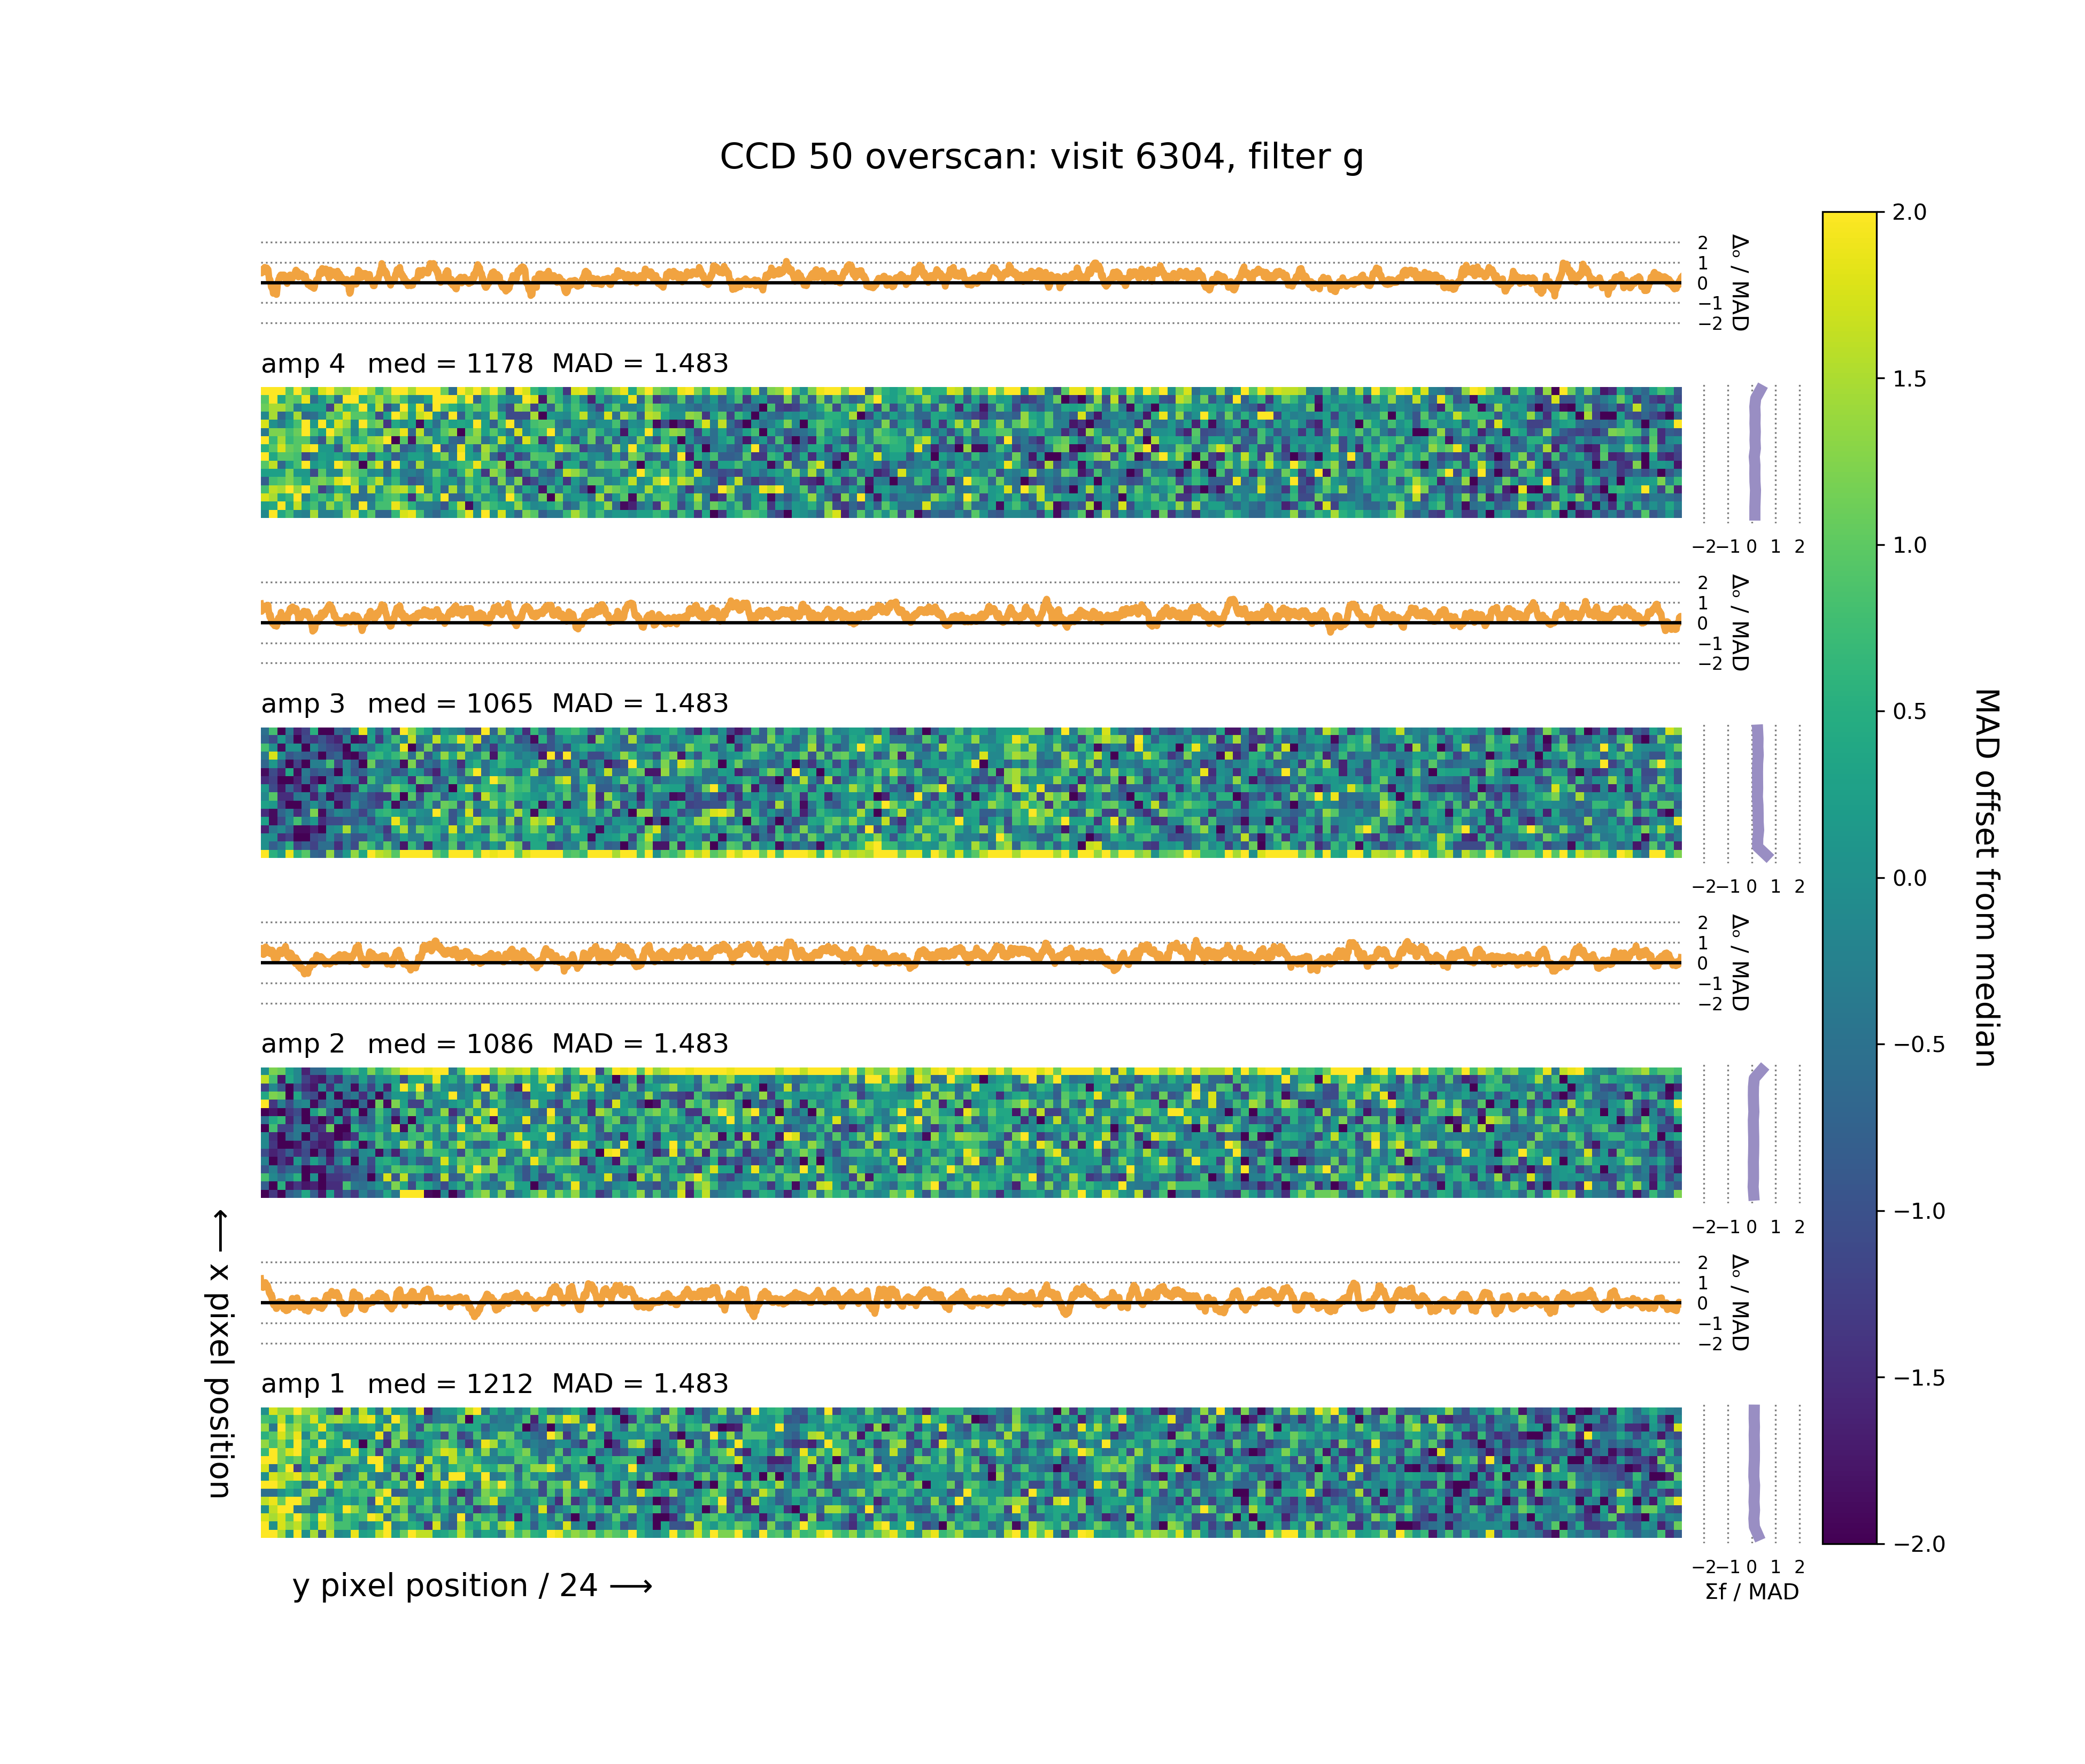 CCD 50 overscan: visit 6304, filter g
2
1
0
−1
−2
Δₒ / MAD
amp 4 med = 1178 MAD = 1.483
−2 −1 0 1 2
2
1
0
−1
−2
Δₒ / MAD
amp 3 med = 1065 MAD = 1.483
−2 −1 0 1 2
2
1
0
−1
−2
Δₒ / MAD
amp 2 med = 1086 MAD = 1.483
−2 −1 0 1 2
2
1
0
−1
−2
Δₒ / MAD
amp 1 med = 1212 MAD = 1.483
−2 −1 0 1 2
Σf / MAD
⟵ x pixel position
y pixel position / 24 ⟶
2.0
1.5
1.0
0.5
0.0
−0.5
−1.0
−1.5
−2.0
MAD offset from median